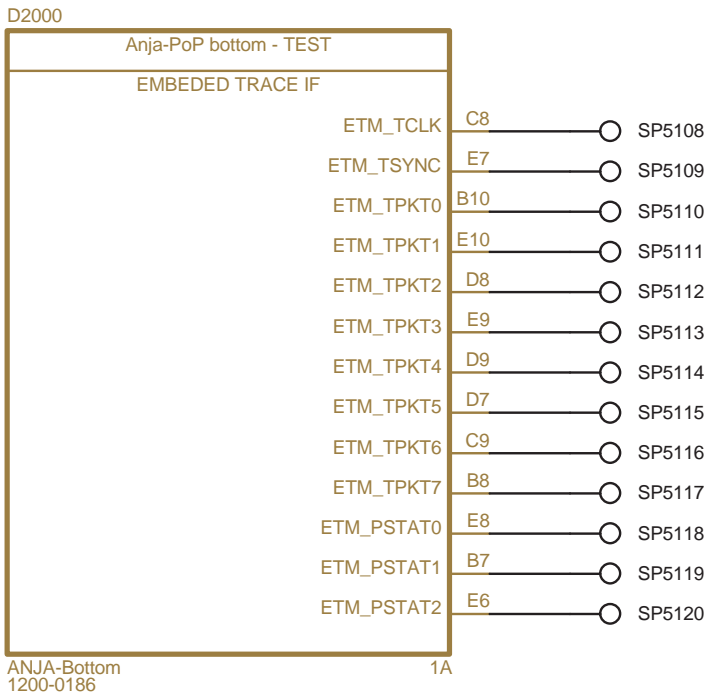 D2000
Anja-PoP bottom - TEST
EMBEDED TRACE IF
ETM_TCLK C8 SP5108
ETM_TSYNC E7 SP5109
ETM_TPKT0 B10 SP5110
ETM_TPKT1 E10 SP5111
ETM_TPKT2 D8 SP5112
ETM_TPKT3 E9 SP5113
ETM_TPKT4 D9 SP5114
ETM_TPKT5 D7 SP5115
ETM_TPKT6 C9 SP5116
ETM_TPKT7 B8 SP5117
ETM_PSTAT0 E8 SP5118
ETM_PSTAT1 B7 SP5119
ETM_PSTAT2 E6 SP5120
ANJA-Bottom 1A
1200-0186